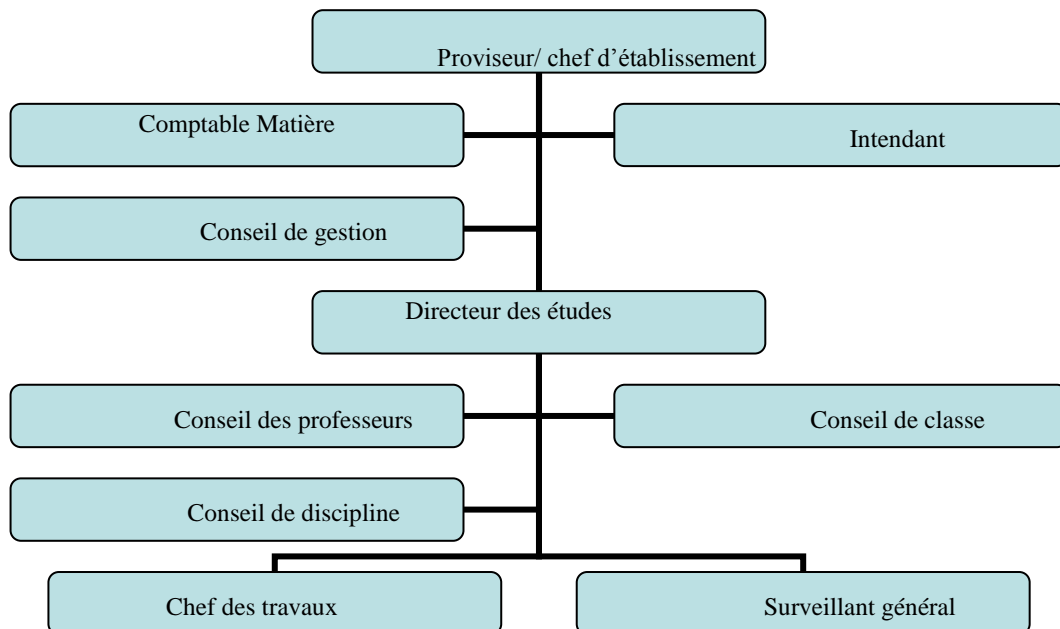 Proviseur/ chef d’établissement
Comptable Matière
Intendant
Conseil de gestion
Directeur des études
Conseil des professeurs
Conseil de classe
Conseil de discipline
Chef des travaux
Surveillant général